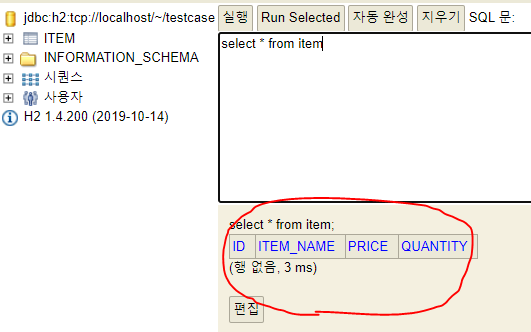 jdbc:h2:tcp://localhost/~/testcase
ITEM
INFORMATION_SCHEMA
시퀀스
사용자
H2 1.4.200 (2019-10-14)
실행 Run Selected 자동 완성 지우기 SQL 문:
select * from item
select * from item;
ID ITEM_NAME PRICE QUANTITY
(행 없음, 3 ms)
편집